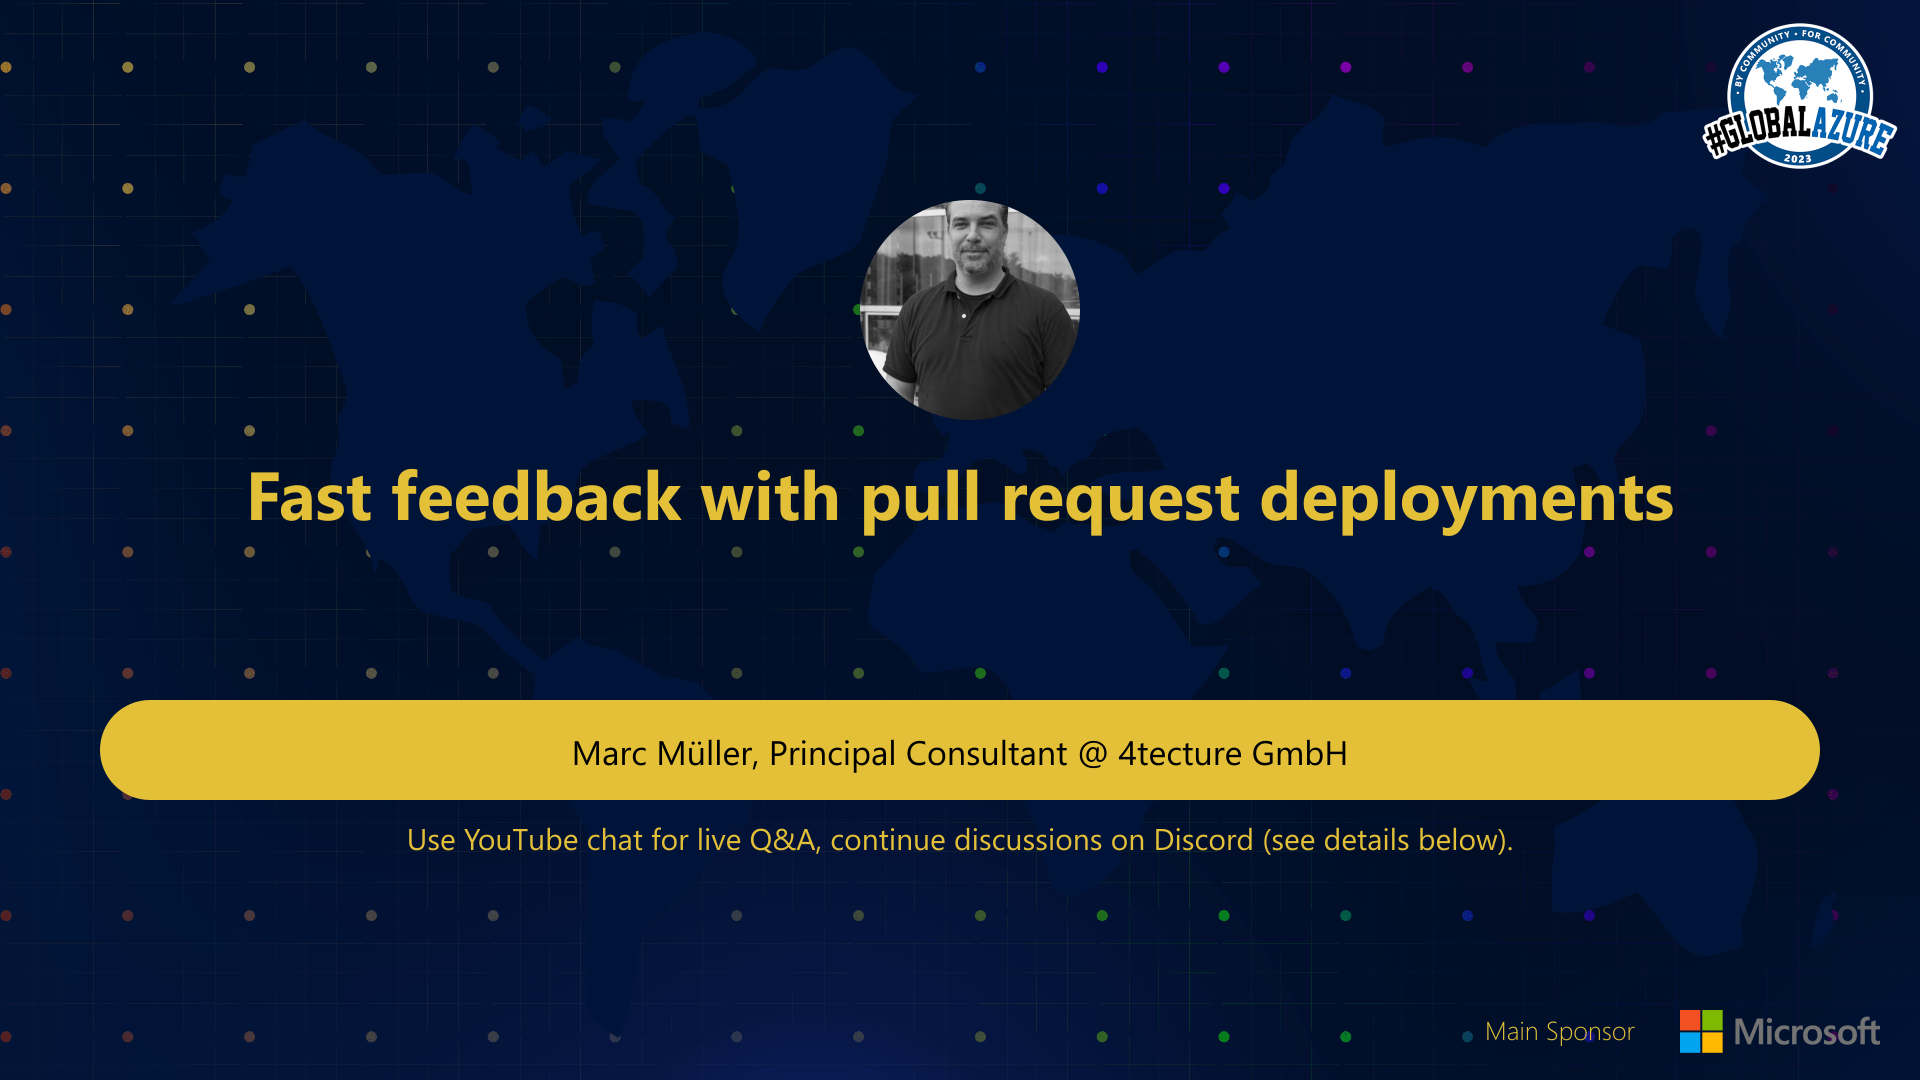 • BY COMMUNITY • FOR COMMUNITY •
#GLOBALAZURE
2023
Fast feedback with pull request deployments
Marc Müller, Principal Consultant @ 4tecture GmbH
Use YouTube chat for live Q&A, continue discussions on Discord (see details below).
Main Sponsor
Microsoft